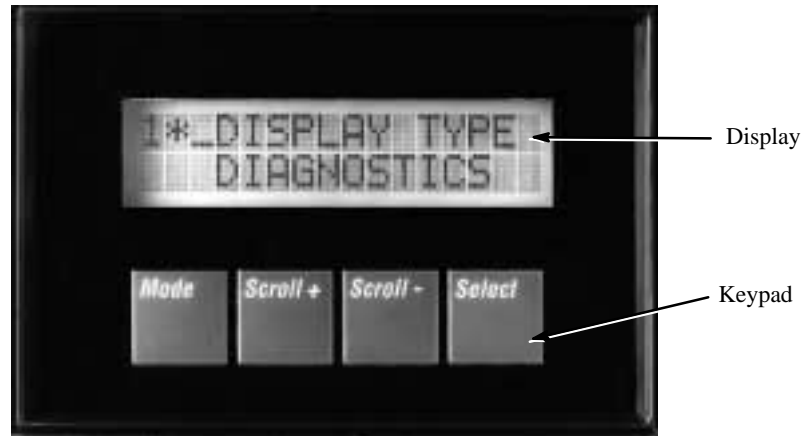 1*_DISPLAY TYPE
DIAGNOSTICS
Display
Mode Scroll + Scroll - Select
Keypad